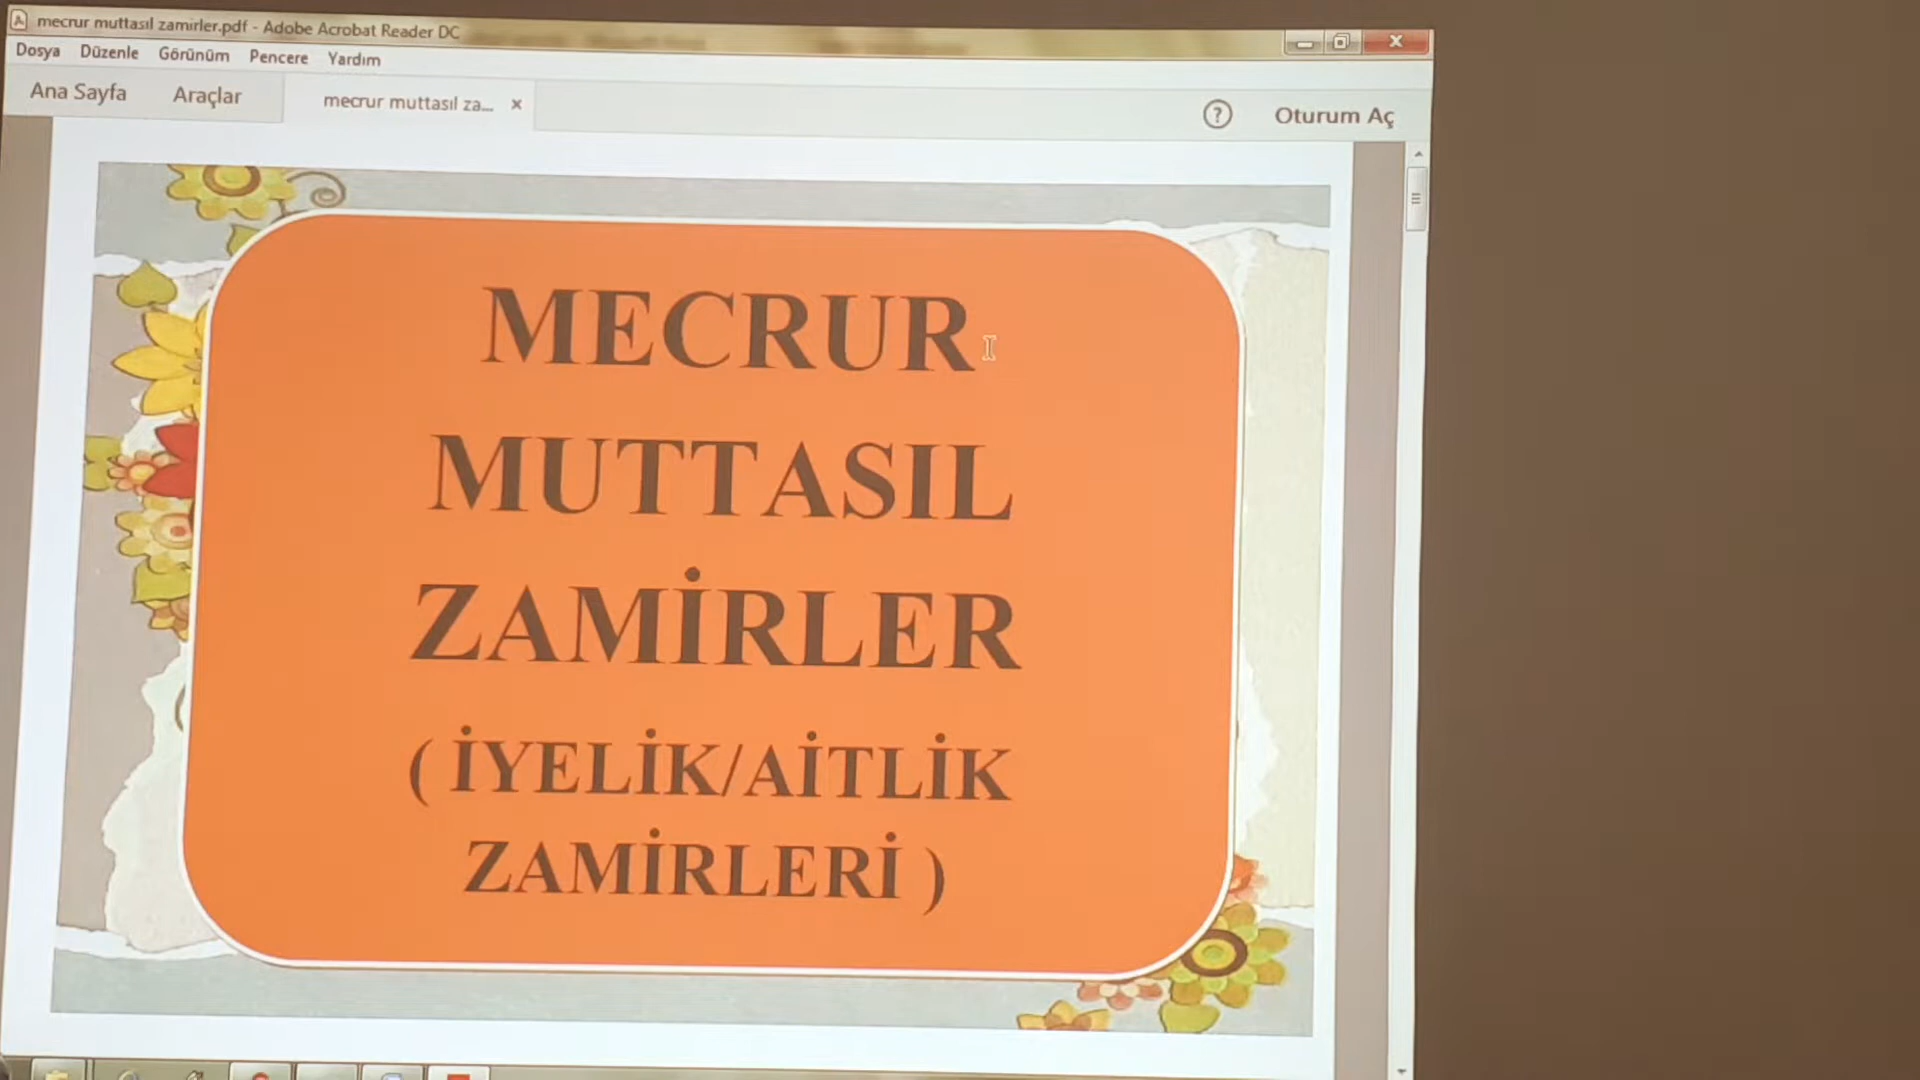 mecrur muttasıl zamirler.pdf - Adobe Acrobat Reader DC
Dosya Düzenle Görünüm Pencere Yardım
Ana Sayfa Araçlar mecrur muttasıl za... × ? Oturum Aç
MECRUR
MUTTASIL
ZAMİRLER
( İYELİK/AİTLİK
ZAMİRLERİ )